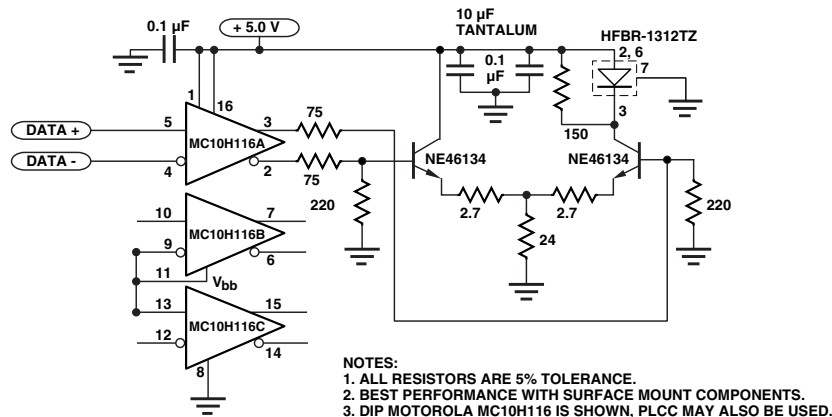 10 µF
TANTALUM
0.1 µF
+ 5.0 V
HFBR-1312TZ
2, 6
7
0.1
µF
1
16
3
5
3
75
150
DATA +
MC10H116A
DATA -
2
NE46134
NE46134
4
75
7
10
220
2.7
2.7
220
MC10H116B
9
6
24
11
Vbb
13
15
MC10H116C
12
14
8
NOTES:
1. ALL RESISTORS ARE 5% TOLERANCE.
2. BEST PERFORMANCE WITH SURFACE MOUNT COMPONENTS.
3. DIP MOTOROLA MC10H116 IS SHOWN, PLCC MAY ALSO BE USED.